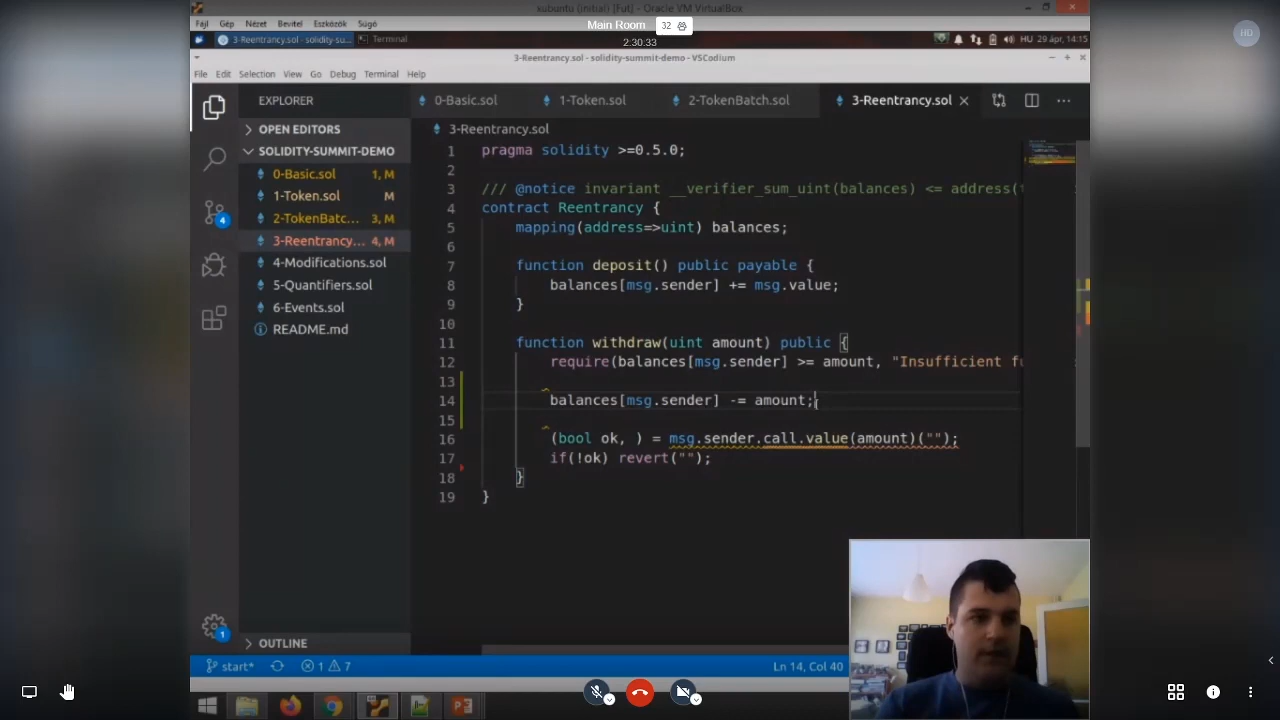 xubuntu (initial) [Fut] - Oracle VM VirtualBox
Main Room 32
2:30:33
HD
Fájl Gép Nézet Bevitel Eszközök Súgó
3-Reentrancy.sol - solidity-su... Terminal HU 29 ápr, 14:15
3-Reentrancy.sol - solidity-summit-demo - VSCodium
File Edit Selection View Go Debug Terminal Help
EXPLORER
0-Basic.sol 1-Token.sol 2-TokenBatch.sol 3-Reentrancy.sol
OPEN EDITORS
SOLIDITY-SUMMIT-DEMO
0-Basic.sol 1, M
1-Token.sol M
2-TokenBatc... 3, M
3-Reentrancy... 4, M
4-Modifications.sol
5-Quantifiers.sol
6-Events.sol
README.md
OUTLINE
4
1
3-Reentrancy.sol
1 pragma solidity >=0.5.0;
2
3 /// @notice invariant __verifier_sum_uint(balances) <= address(
4 contract Reentrancy {
5 mapping(address=>uint) balances;
6
7 function deposit() public payable {
8 balances[msg.sender] += msg.value;
9 }
10
11 function withdraw(uint amount) public {
12 require(balances[msg.sender] >= amount, "Insufficient fu
13
14 balances[msg.sender] -= amount;
15
16 (bool ok, ) = msg.sender.call.value(amount)("");
17 if(!ok) revert("");
18 }
19 }
start* 1 7 Ln 14, Col 40